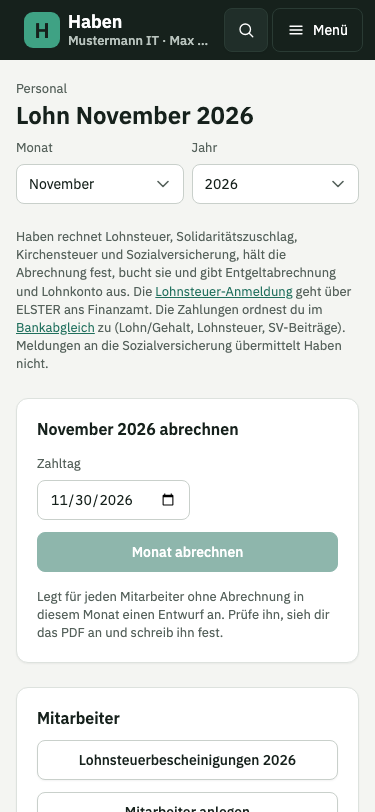 H
Haben
Mustermann IT · Max ...
Menü
Personal
Lohn November 2026
Monat
Jahr
November
2026
Haben rechnet Lohnsteuer, Solidaritätszuschlag,
Kirchensteuer und Sozialversicherung, hält die
Abrechnung fest, bucht sie und gibt Entgeltabrechnung
und Lohnkonto aus. Die Lohnsteuer-Anmeldung geht über
ELSTER ans Finanzamt. Die Zahlungen ordnest du im
Bankabgleich zu (Lohn/Gehalt, Lohnsteuer, SV-Beiträge).
Meldungen an die Sozialversicherung übermittelt Haben
nicht.
November 2026 abrechnen
Zahltag
11/30/2026
Monat abrechnen
Legt für jeden Mitarbeiter ohne Abrechnung in
diesem Monat einen Entwurf an. Prüfe ihn, sieh dir
das PDF an und schreib ihn fest.
Mitarbeiter
Lohnsteuerbescheinigungen 2026
Mitarbeiter anlegen